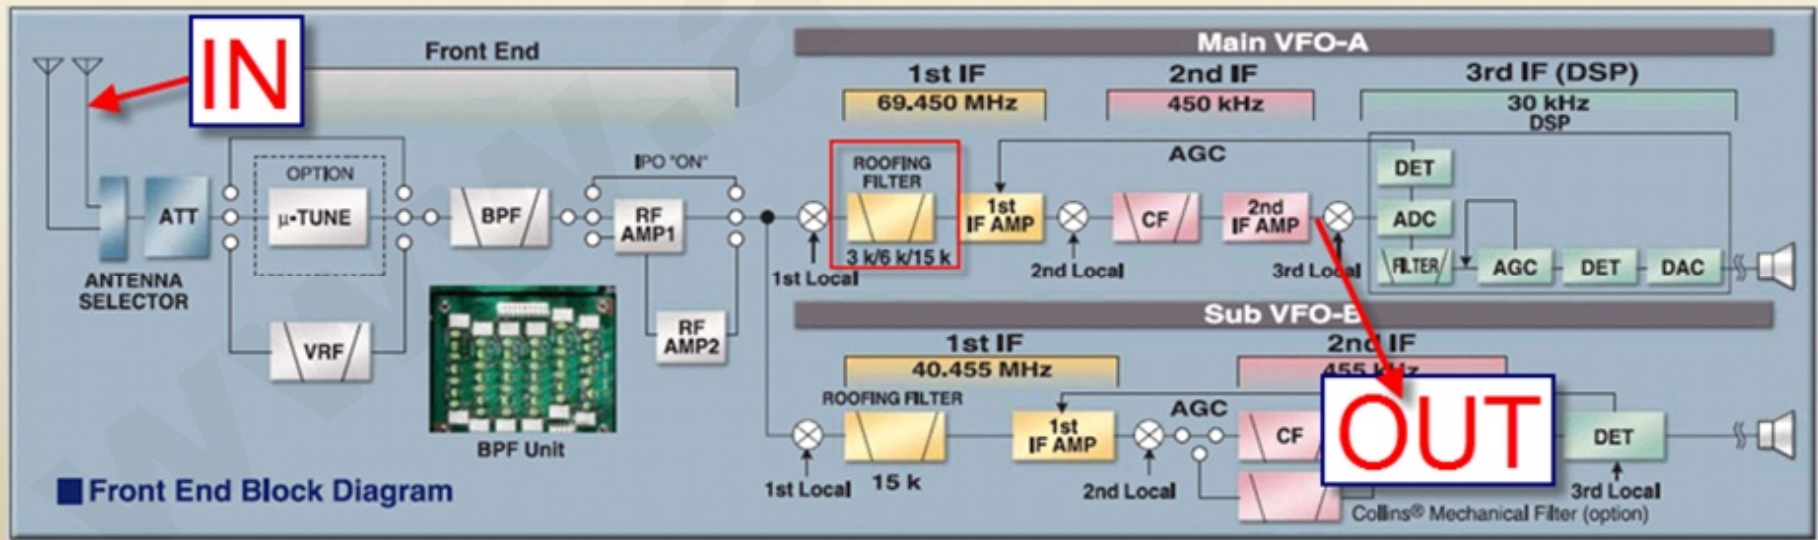 IN
Front End
Main VFO-A
1st IF
2nd IF
3rd IF (DSP)
69.450 MHz
450 kHz
30 kHz
DSP
OPTION
IPO "ON"
ROOFING
FILTER
AGC
DET
ATT
μ-TUNE
BPF
RF
AMP1
1st
IF AMP
CF
2nd
IF AMP
ADC
3 k/6 k/15 k
1st Local
2nd Local
3rd Local
FILTER
AGC
DET
DAC
ANTENNA
SELECTOR
VRF
RF
AMP2
BPF Unit
Sub VFO-B
1st IF
2nd IF
40.455 MHz
455 kHz
ROOFING FILTER
AGC
1st
IF AMP
CF
OUT
DET
1st Local
15 k
2nd Local
3rd Local
Collins® Mechanical Filter (option)
Front End Block Diagram